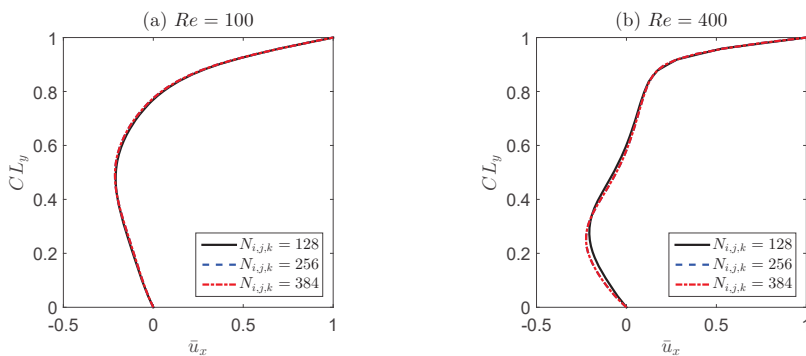 (a) Re = 100
1
0.8
0.6
0.4
0.2
0
CL_y
N_{i,j,k} = 128
N_{i,j,k} = 256
N_{i,j,k} = 384
-0.5 0 0.5 1
ū_x
(b) Re = 400
1
0.8
0.6
0.4
0.2
0
CL_y
N_{i,j,k} = 128
N_{i,j,k} = 256
N_{i,j,k} = 384
-0.5 0 0.5 1
ū_x